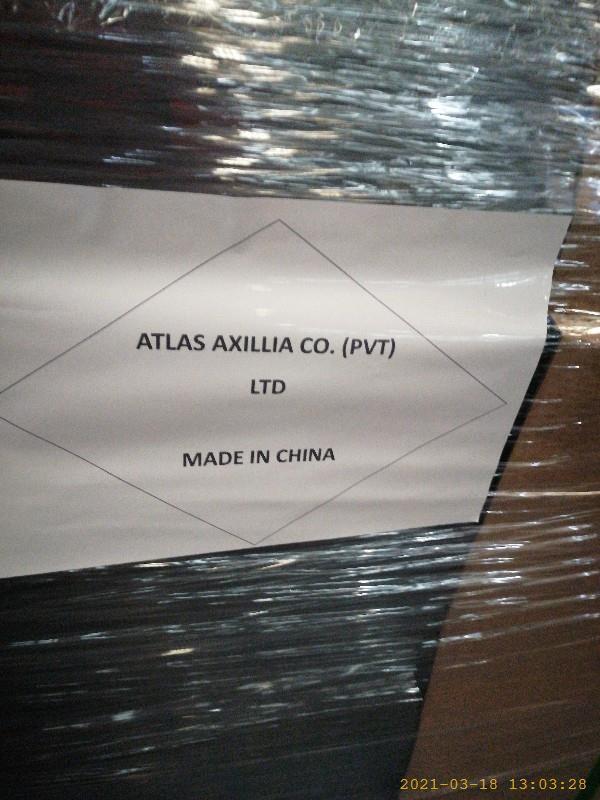 ATLAS AXILLIA CO. (PVT)
LTD
MADE IN CHINA
2021-03-18 13:03:28